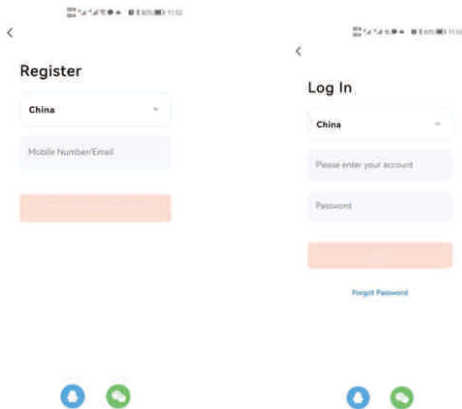 Register
China
Mobile Number/Email
Log In
China
Please enter your account
Password
Forgot Password